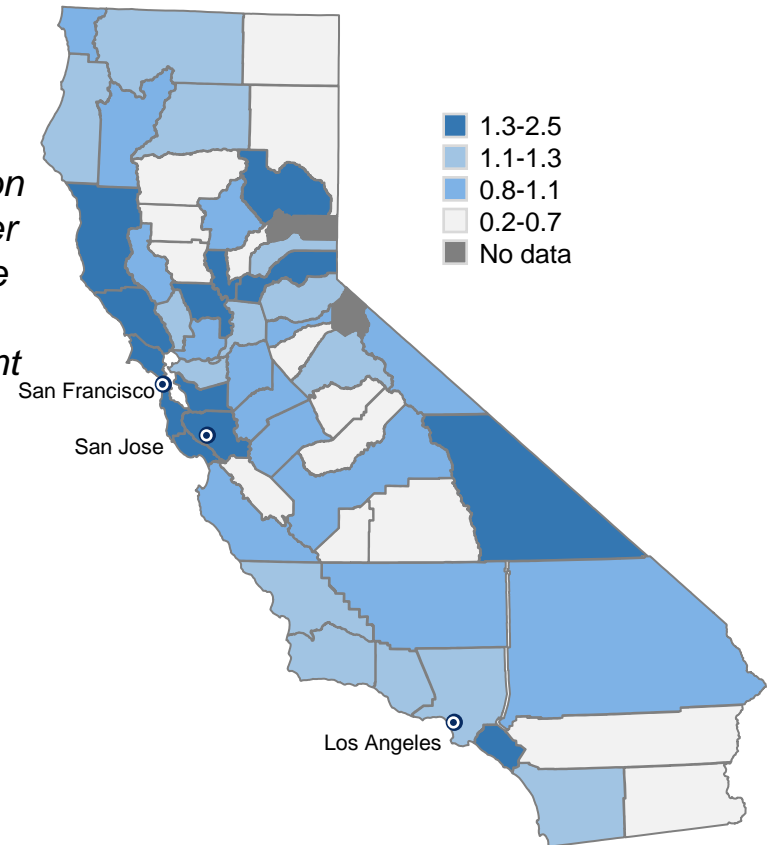 1.3-2.5
1.1-1.3
0.8-1.1
0.2-0.7
No data
San Francisco
San Jose
Los Angeles